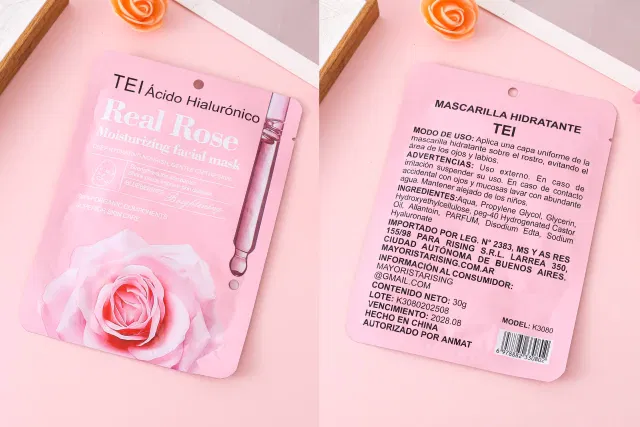 TEI Ácido Hialurónico
Real Rose
Moisturizing facial mask
MASCARILLA HIDRATANTE
TEI
MODO DE USO: Aplica una capa uniforme de la
mascarilla hidratante sobre el rostro, evitando el
área de los ojos y labios.
ADVERTENCIAS: Uso externo. En caso de
irritación suspender su uso. En caso de contacto
accidental con ojos y mucosas lavar con abundante
agua. Mantener alejado de los niños.
INGREDIENTES:Aqua, Propylene Glycol, Glycerin,
Hydroxyethylcellulose, peg-40 Hydrogenated Castor
Oil, Allantoin, PARFUM, Disodium Edta, Sodium
Hyaluronate
IMPORTADO POR LEG. N° 2383, MS Y AS RES
155/98 PARA RISING S.R.L. LARREA 350,
CIUDAD AUTÓNOMA DE BUENOS AIRES.
MAYORISTARISING.COM.AR
INFORMACIÓN AL CONSUMIDOR:
MAYORISTARISING
@GMAIL.COM
CONTENIDO NETO: 30g
LOTE: K3080202508
VENCIMIENTO: 2028.08
HECHO EN CHINA
AUTORIZADO POR ANMAT
MODEL: K3080